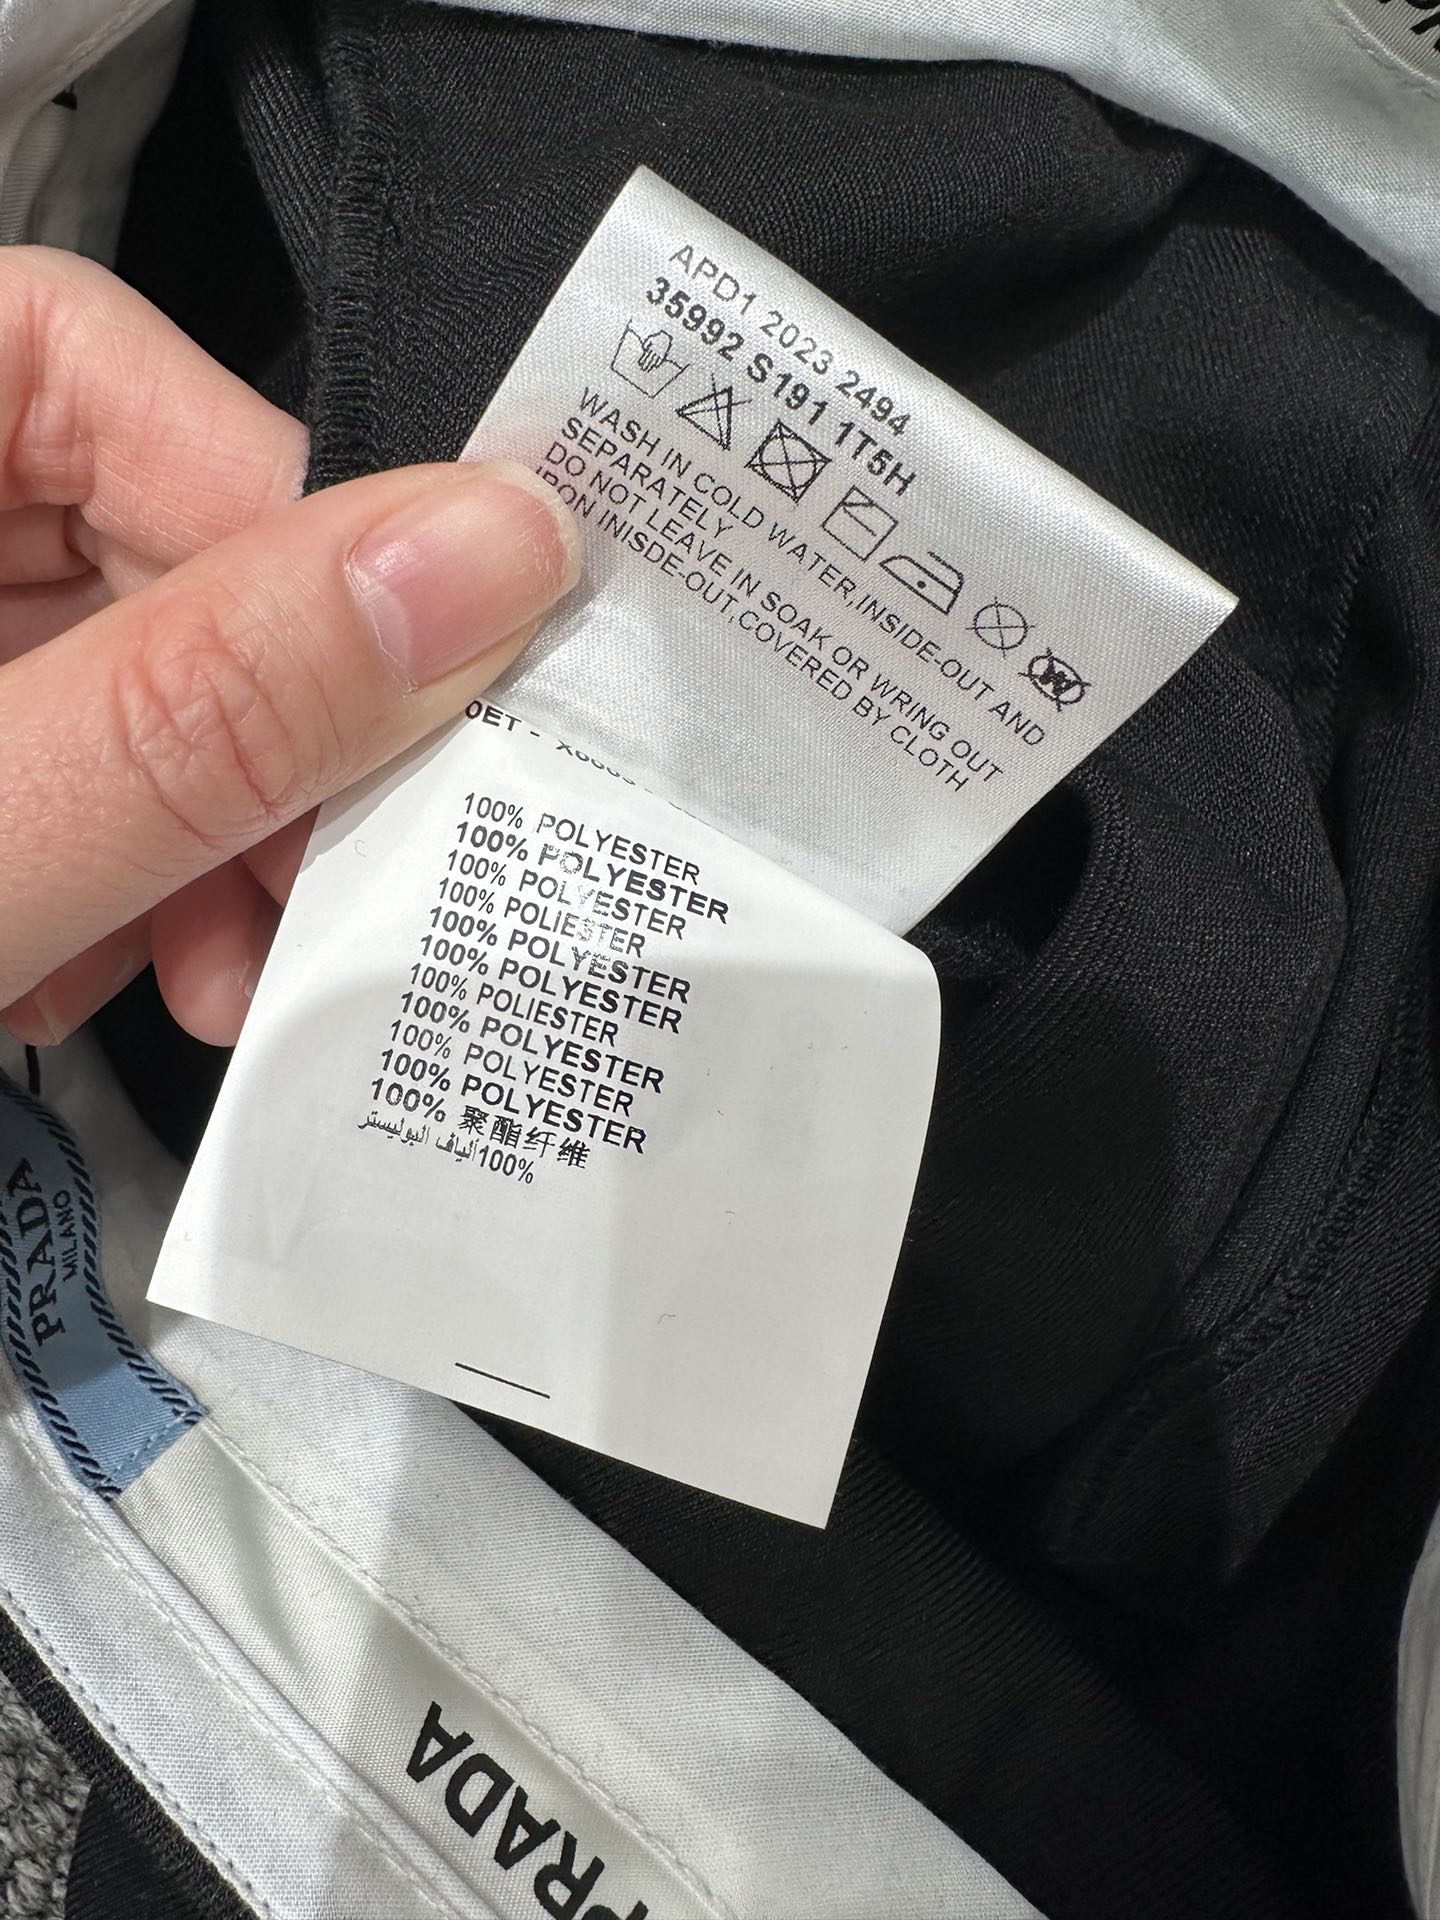 APD1 2023 2494
35992 S191 1T5H
WASH IN COLD WATER,INSIDE-OUT AND
SEPARATELY
DO NOT LEAVE IN SOAK OR WRING OUT
IRON INISDE-OUT,COVERED BY CLOTH
DET -
100% POLYESTER
100% POLYESTER
100% POLYESTER
100% POLIESTER
100% POLYESTER
100% POLYESTER
100% POLIESTER
100% POLYESTER
100% POLYESTER
100% POLYESTER
100% 聚酯纤维
100% ألياف البوليستر
PRADA
MILANO
PRADA